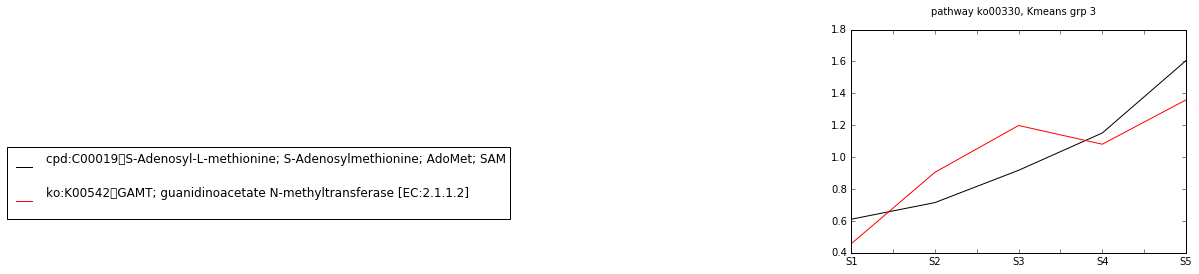 pathway ko00330, Kmeans grp 3
1.8
1.6
1.4
1.2
1.0
0.8
0.6
0.4
S1
S2
S3
S4
S5
cpd:C00019▯S-Adenosyl-L-methionine; S-Adenosylmethionine; AdoMet; SAM
ko:K00542▯GAMT; guanidinoacetate N-methyltransferase [EC:2.1.1.2]